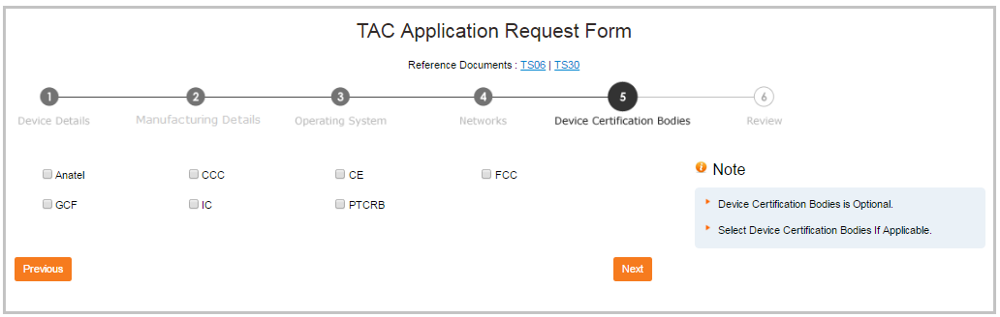 TAC Application Request Form
Reference Documents : TS06 | TS30
1 2 3 4 5 6
Device Details Manufacturing Details Operating System Networks Device Certification Bodies Review
Anatel CCC CE FCC
GCF IC PTCRB
Note
Device Certification Bodies is Optional.
Select Device Certification Bodies If Applicable.
Previous Next